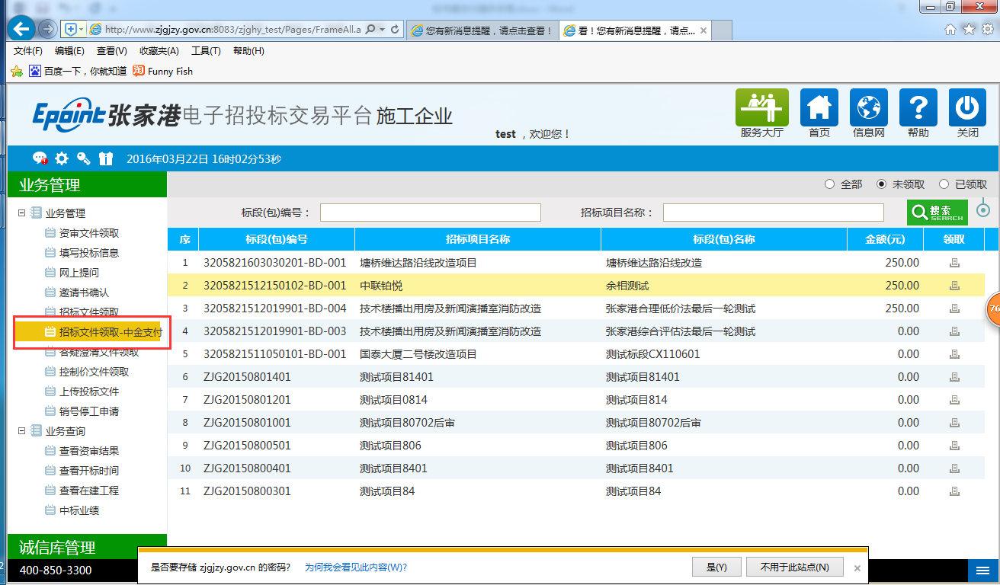 http://www.zjgjzy.gov.cn:8083/zjghy_test/Pages/FrameAll.a
您有新消息提醒，请点击查看！
看！您有新消息提醒，请点...
文件(F) 编辑(E) 查看(V) 收藏夹(A) 工具(T) 帮助(H)
百度一下，你就知道 淘 Funny Fish
Epoint 张家港电子招投标交易平台 施工企业
test ，欢迎您！
服务大厅 首页 信息网 帮助 关闭
2016年03月22日 16时02分53秒
业务管理
全部 未领取 已领取
标段(包)编号： 招标项目名称： 搜索 SEARCH
业务管理
资审文件领取
填写投标信息
网上提问
邀请书确认
招标文件领取
招标文件领取-中金支付
答疑澄清文件领取
控制价文件领取
上传投标文件
销号停工申请
业务查询
查看资审结果
查看开标时间
查看在建工程
中标业绩
诚信库管理
400-850-3300
序 标段(包)编号 招标项目名称 标段(包)名称 金额(元) 领取
1 3205821603030201-BD-001 塘桥维达路沿线改造项目 塘桥维达路沿线改造 250.00
2 3205821512150102-BD-001 中联铂悦 余相测试 250.00
3 3205821512019901-BD-004 技术楼播出用房及新闻演播室消防改造 张家港合理低价法最后一轮测试 250.00
4 3205821512019901-BD-003 技术楼播出用房及新闻演播室消防改造 张家港综合评估法最后一轮测试 0.00
5 3205821511050101-BD-001 国泰大厦二号楼改造项目 测试标段CX110601 0.00
6 ZJG20150801401 测试项目81401 测试项目81401 0.00
7 ZJG20150801201 测试项目0814 测试项目814 0.00
8 ZJG20150801001 测试项目80702后审 测试项目80702后审 0.00
9 ZJG20150800501 测试项目806 测试项目806 0.00
10 ZJG20150800401 测试项目8401 测试项目8401 0.00
11 ZJG20150800301 测试项目84 测试项目84 0.00
76
是否要存储 zjgjzy.gov.cn 的密码? 为何我会看见此内容(W)? 是(Y) 不用于此站点(N)